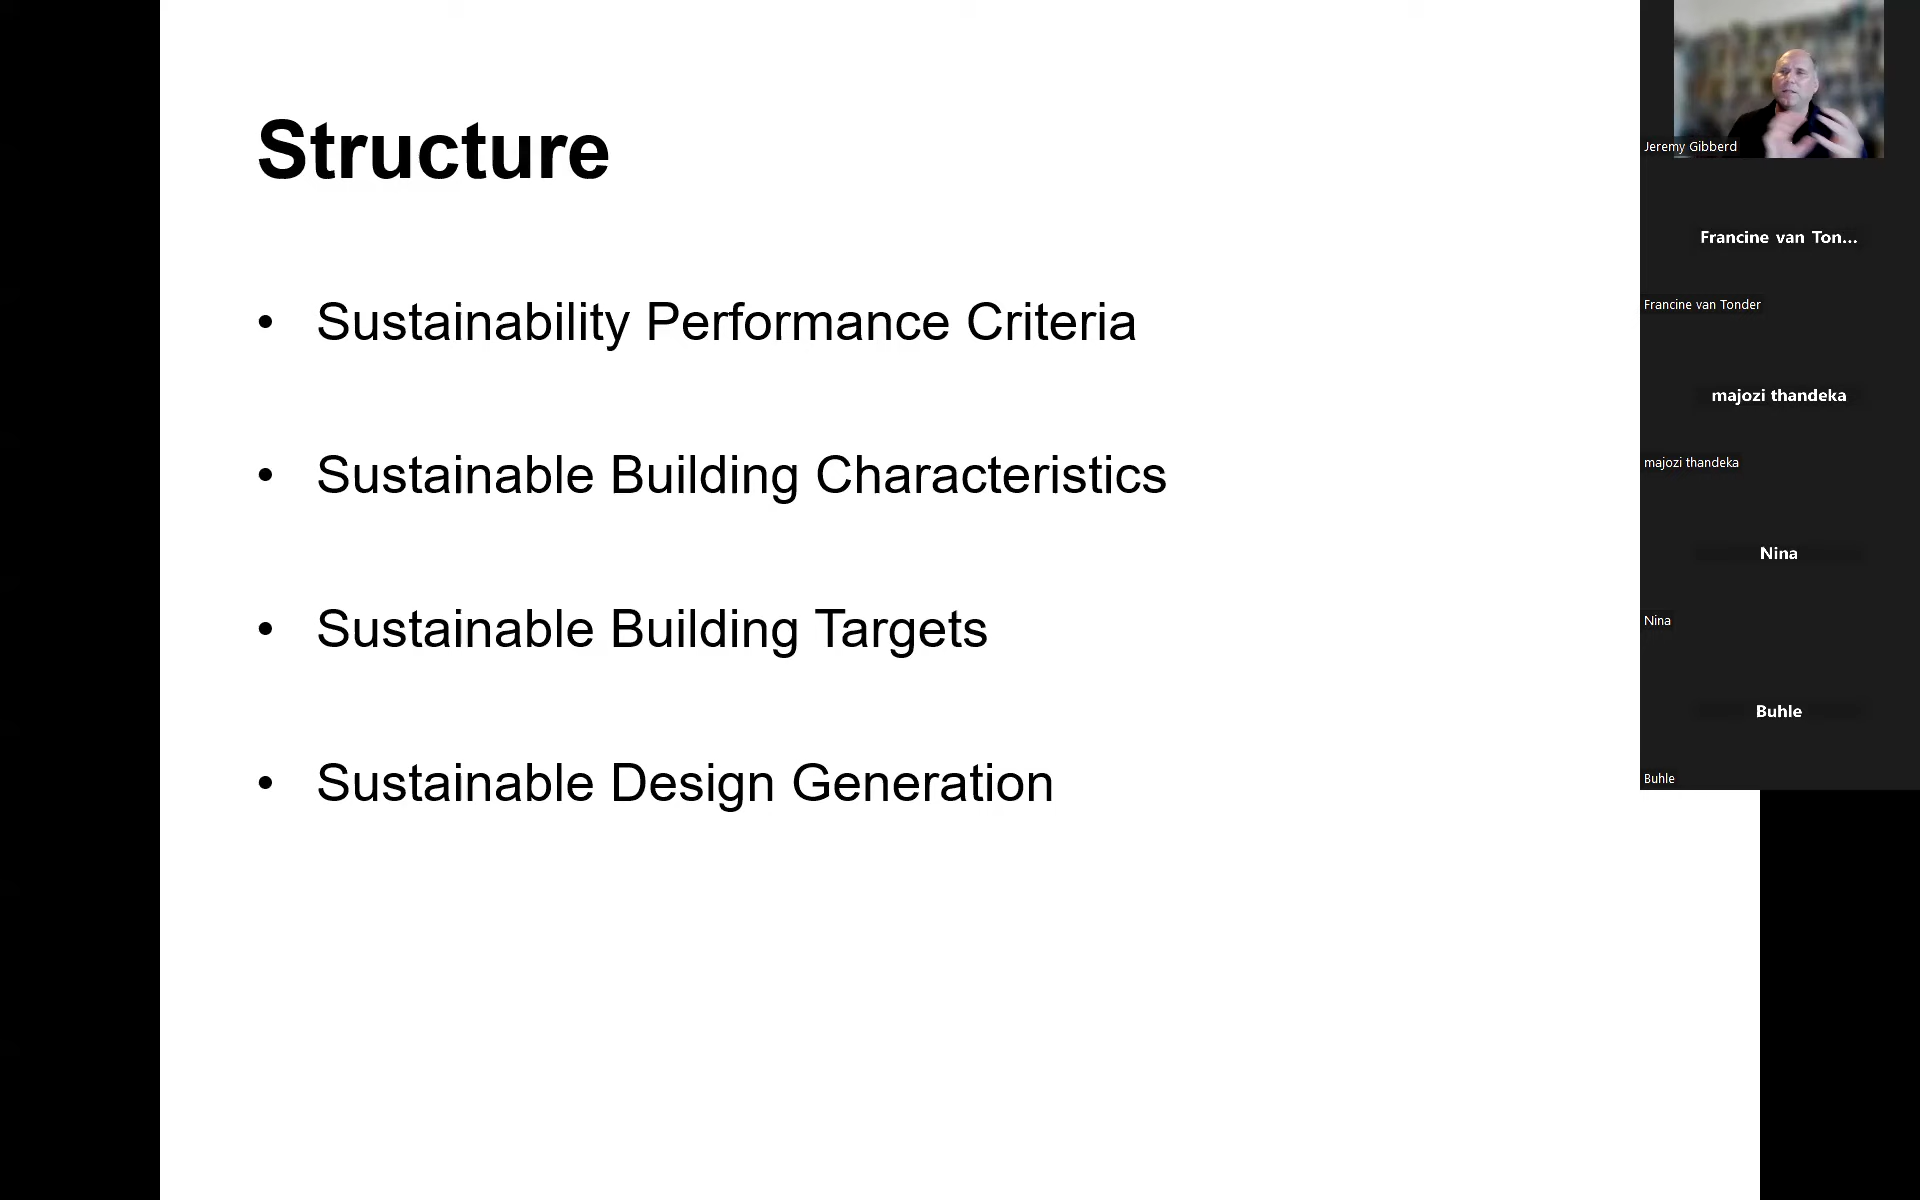 Structure
• Sustainability Performance Criteria
• Sustainable Building Characteristics
• Sustainable Building Targets
• Sustainable Design Generation
Jeremy Gibberd
Francine van Ton...
Francine van Tonder
majozi thandeka
majozi thandeka
Nina
Nina
Buhle
Buhle